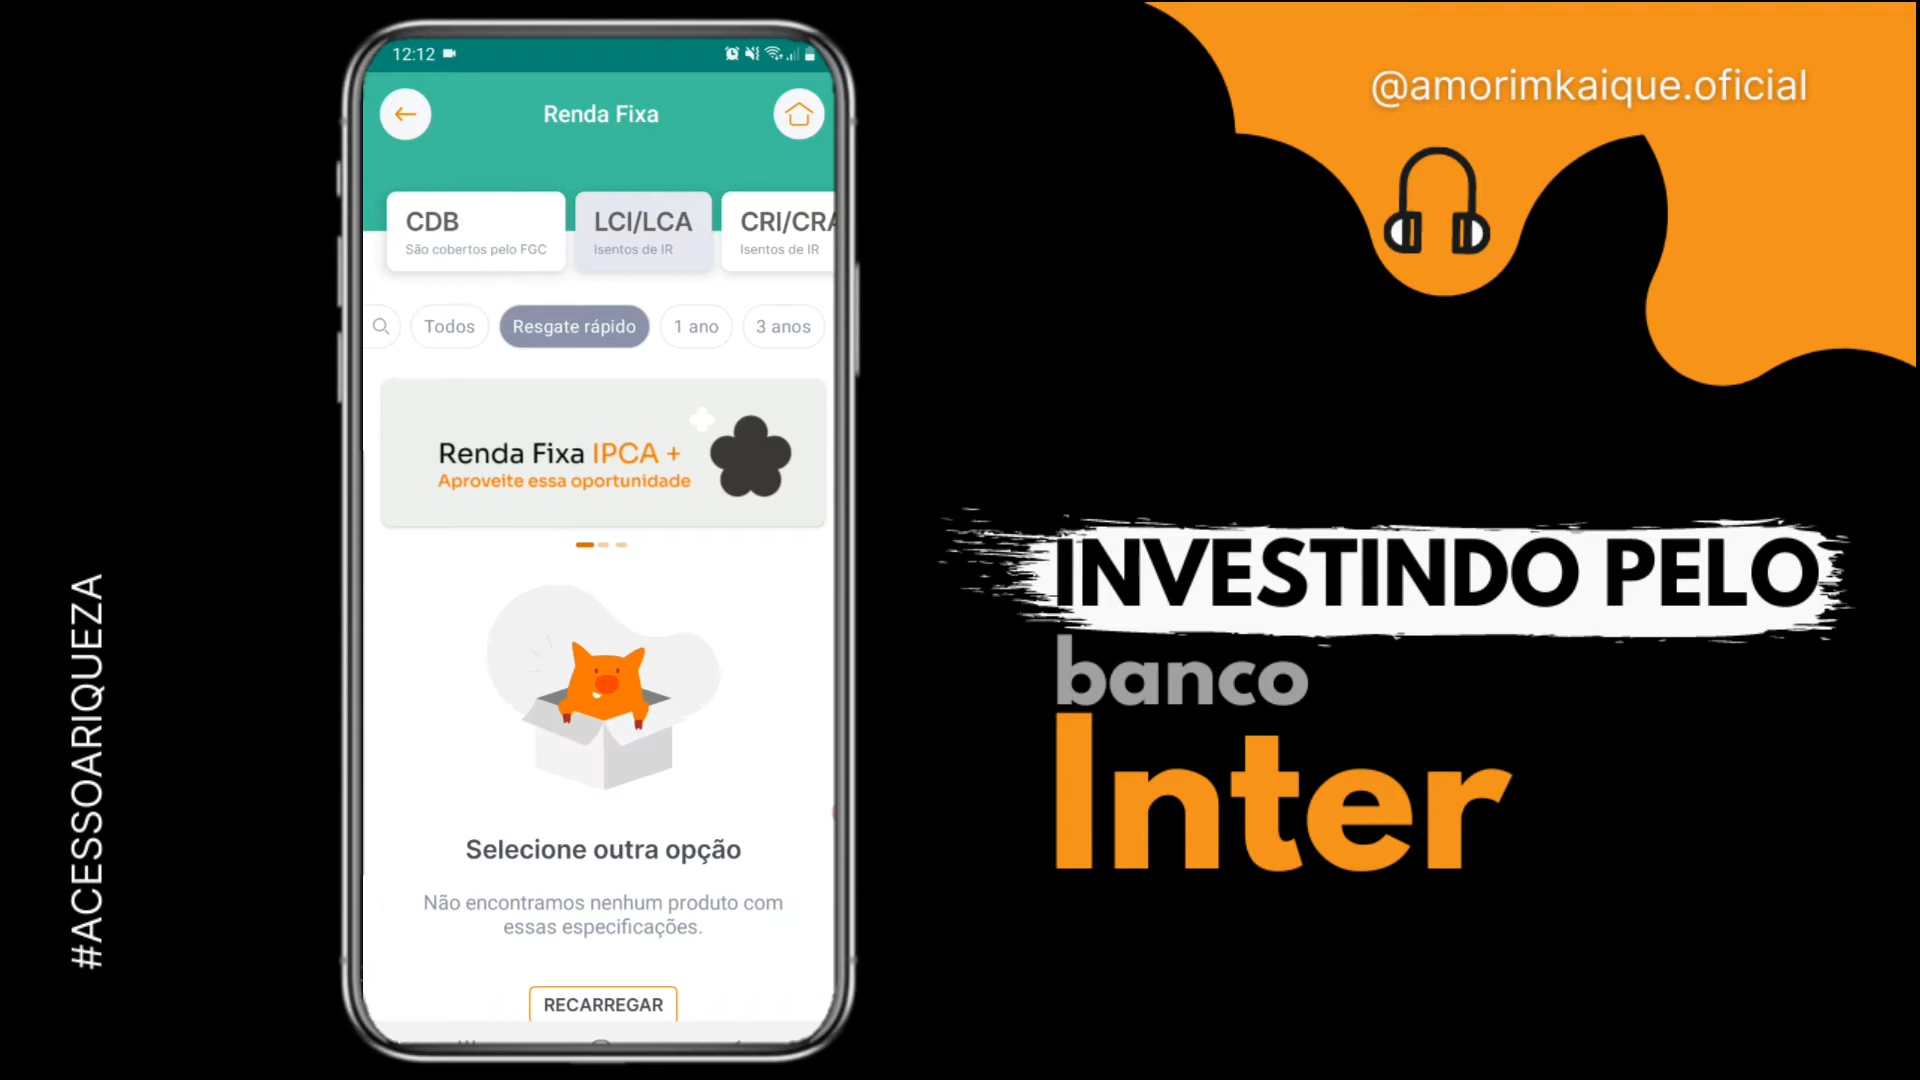 12:12
Renda Fixa
CDB
São cobertos pelo FGC
LCI/LCA
Isentos de IR
CRI/CRA
Isentos de IR
Todos
Resgate rápido
1 ano
3 anos
Renda Fixa IPCA +
Aproveite essa oportunidade
Selecione outra opção
Não encontramos nenhum produto com
essas especificações.
RECARREGAR
#ACESSOARIQUEZA
@amorimkaique.oficial
INVESTINDO PELO
banco
Inter